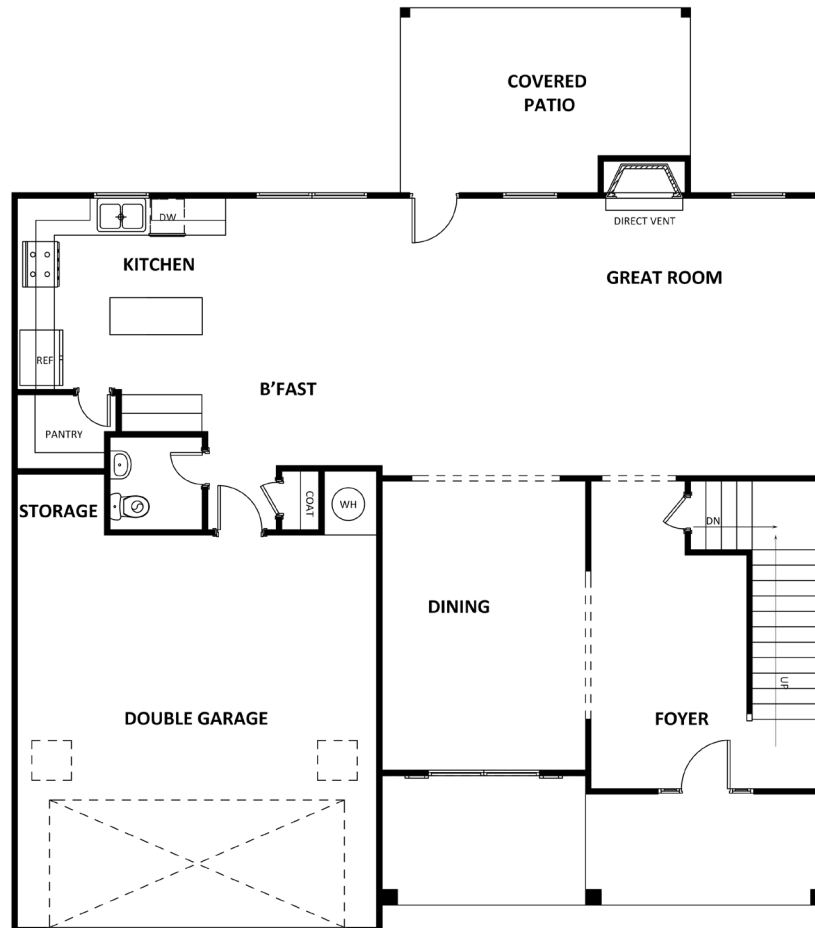 COVERED
PATIO
DIRECT VENT
DW
KITCHEN
GREAT ROOM
REF
B'FAST
PANTRY
STORAGE
COAT
WH
DN
DINING
UP
DOUBLE GARAGE
FOYER